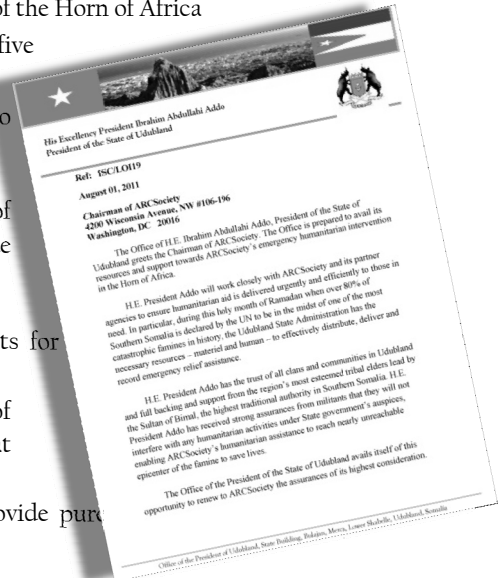 of the Horn of Africa
five
o
of
e
ts for
of
at
ovide pure
His Excellency President Ibrahim Abdullahi Addo
President of the State of Udubland
Ref: ISC/LOI19
August 01, 2011
Chairman of ARCSociety
4200 Wisconsin Avenue, NW #106-196
Washington, DC 20016
The Office of H.E. Ibrahim Abdullahi Addo, President of the State of
Udubland greets the Chairman of ARCSociety. The Office is prepared to avail its
resources and support towards ARCSociety's emergency humanitarian intervention
in the Horn of Africa.
H.E. President Addo will work closely with ARCSociety and its partner
agencies to ensure humanitarian aid is delivered urgently and efficiently to those in
need. In particular, during this holy month of Ramadan when over 80% of
Southern Somalia is declared by the UN to be in the midst of one of the most
catastrophic famines in history, the Udubland State Administration has the
necessary resources – materiel and human – to effectively distribute, deliver and
record emergency relief assistance.
H.E. President Addo has the trust of all clans and communities in Udubland
and full backing and support from the region's most esteemed tribal elders lead by
the Sultan of Bimal, the highest traditional authority in Southern Somalia. H.E.
President Addo has received strong assurances from militants that they will not
interfere with any humanitarian activities under State government's auspices,
enabling ARCSociety's humanitarian assistance to reach nearly unreachable
epicenter of the famine to save lives.
The Office of the President of the State of Udubland avails itself of this
opportunity to renew to ARCSociety the assurances of its highest consideration.
Office of the President of Udubland, State Building, Bulajan, Merca, Lower Shabelle, Udubland, Somalia